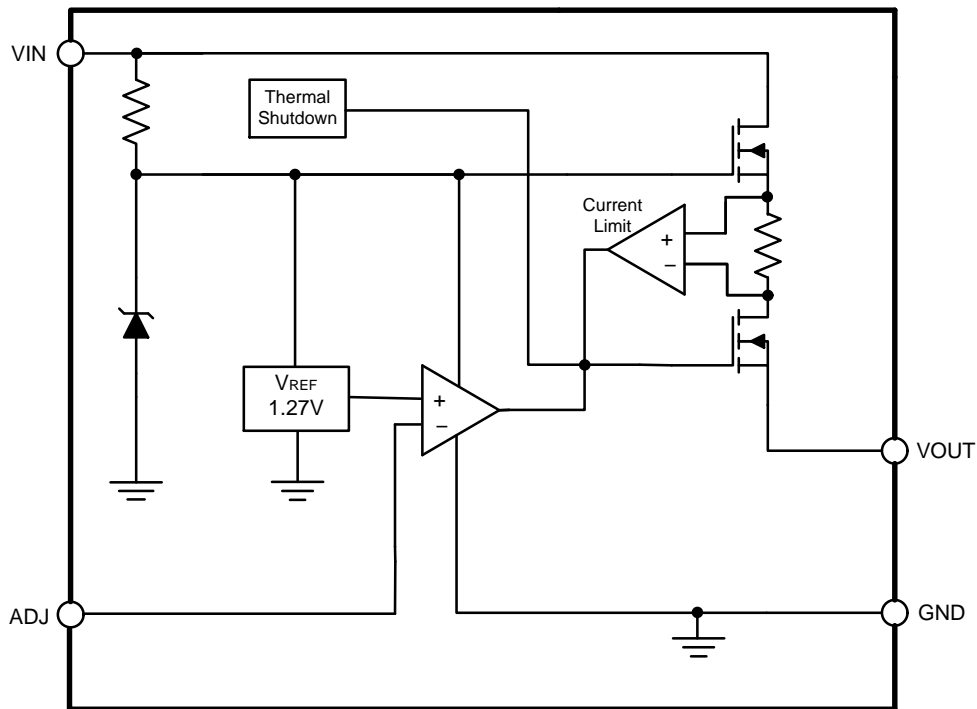 VIN
Thermal
Shutdown
Current
Limit
+
−
VREF
1.27V
+
−
VOUT
ADJ
GND